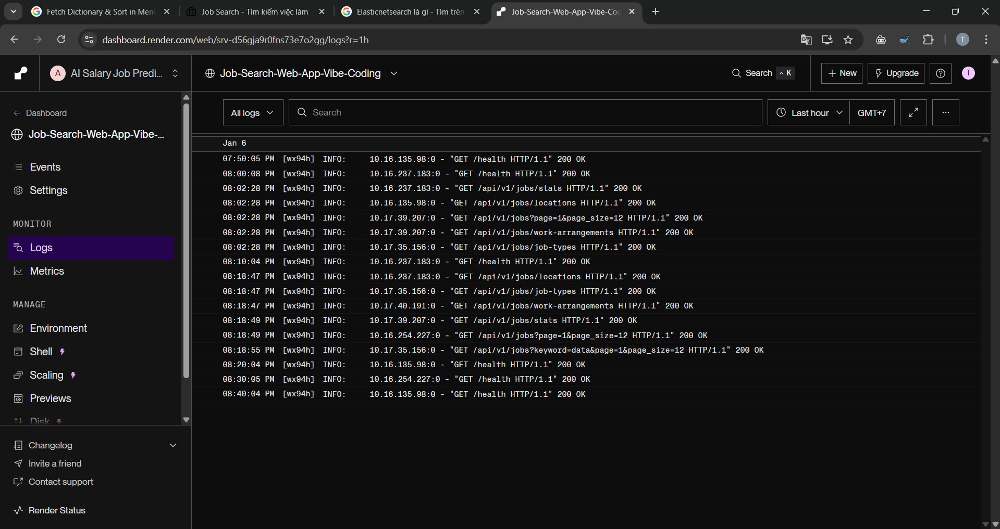 Fetch Dictionary & Sort in Mem
Job Search - Tìm kiếm việc làm
Elasticnetsearch là gì - Tìm trên
Job-Search-Web-App-Vibe-Cod
dashboard.render.com/web/srv-d56gja9r0fns73e7o2gg/logs?r=1h
T
A AI Salary Job Predi...
Job-Search-Web-App-Vibe-Coding
Search ^ K
+ New
Upgrade
T
← Dashboard
Job-Search-Web-App-Vibe-...
Events
Settings
MONITOR
Logs
Metrics
MANAGE
Environment
Shell
Scaling
Previews
Disk
Changelog
Invite a friend
Contact support
Render Status
All logs
Search
Last hour
GMT+7
...
Jan 6
07:50:05 PM [wx94h] INFO: 10.16.135.98:0 - "GET /health HTTP/1.1" 200 OK
08:00:08 PM [wx94h] INFO: 10.16.237.183:0 - "GET /health HTTP/1.1" 200 OK
08:02:28 PM [wx94h] INFO: 10.16.237.183:0 - "GET /api/v1/jobs/stats HTTP/1.1" 200 OK
08:02:28 PM [wx94h] INFO: 10.16.135.98:0 - "GET /api/v1/jobs/locations HTTP/1.1" 200 OK
08:02:28 PM [wx94h] INFO: 10.17.39.207:0 - "GET /api/v1/jobs?page=1&page_size=12 HTTP/1.1" 200 OK
08:02:28 PM [wx94h] INFO: 10.17.39.207:0 - "GET /api/v1/jobs/work-arrangements HTTP/1.1" 200 OK
08:02:28 PM [wx94h] INFO: 10.17.35.156:0 - "GET /api/v1/jobs/job-types HTTP/1.1" 200 OK
08:10:04 PM [wx94h] INFO: 10.16.237.183:0 - "GET /health HTTP/1.1" 200 OK
08:18:47 PM [wx94h] INFO: 10.16.237.183:0 - "GET /api/v1/jobs/locations HTTP/1.1" 200 OK
08:18:47 PM [wx94h] INFO: 10.17.35.156:0 - "GET /api/v1/jobs/job-types HTTP/1.1" 200 OK
08:18:47 PM [wx94h] INFO: 10.17.40.191:0 - "GET /api/v1/jobs/work-arrangements HTTP/1.1" 200 OK
08:18:49 PM [wx94h] INFO: 10.17.39.207:0 - "GET /api/v1/jobs/stats HTTP/1.1" 200 OK
08:18:49 PM [wx94h] INFO: 10.16.254.227:0 - "GET /api/v1/jobs?page=1&page_size=12 HTTP/1.1" 200 OK
08:18:55 PM [wx94h] INFO: 10.17.35.156:0 - "GET /api/v1/jobs?keyword=data&page=1&page_size=12 HTTP/1.1" 200 OK
08:20:04 PM [wx94h] INFO: 10.16.135.98:0 - "GET /health HTTP/1.1" 200 OK
08:30:05 PM [wx94h] INFO: 10.16.254.227:0 - "GET /health HTTP/1.1" 200 OK
08:40:04 PM [wx94h] INFO: 10.16.135.98:0 - "GET /health HTTP/1.1" 200 OK